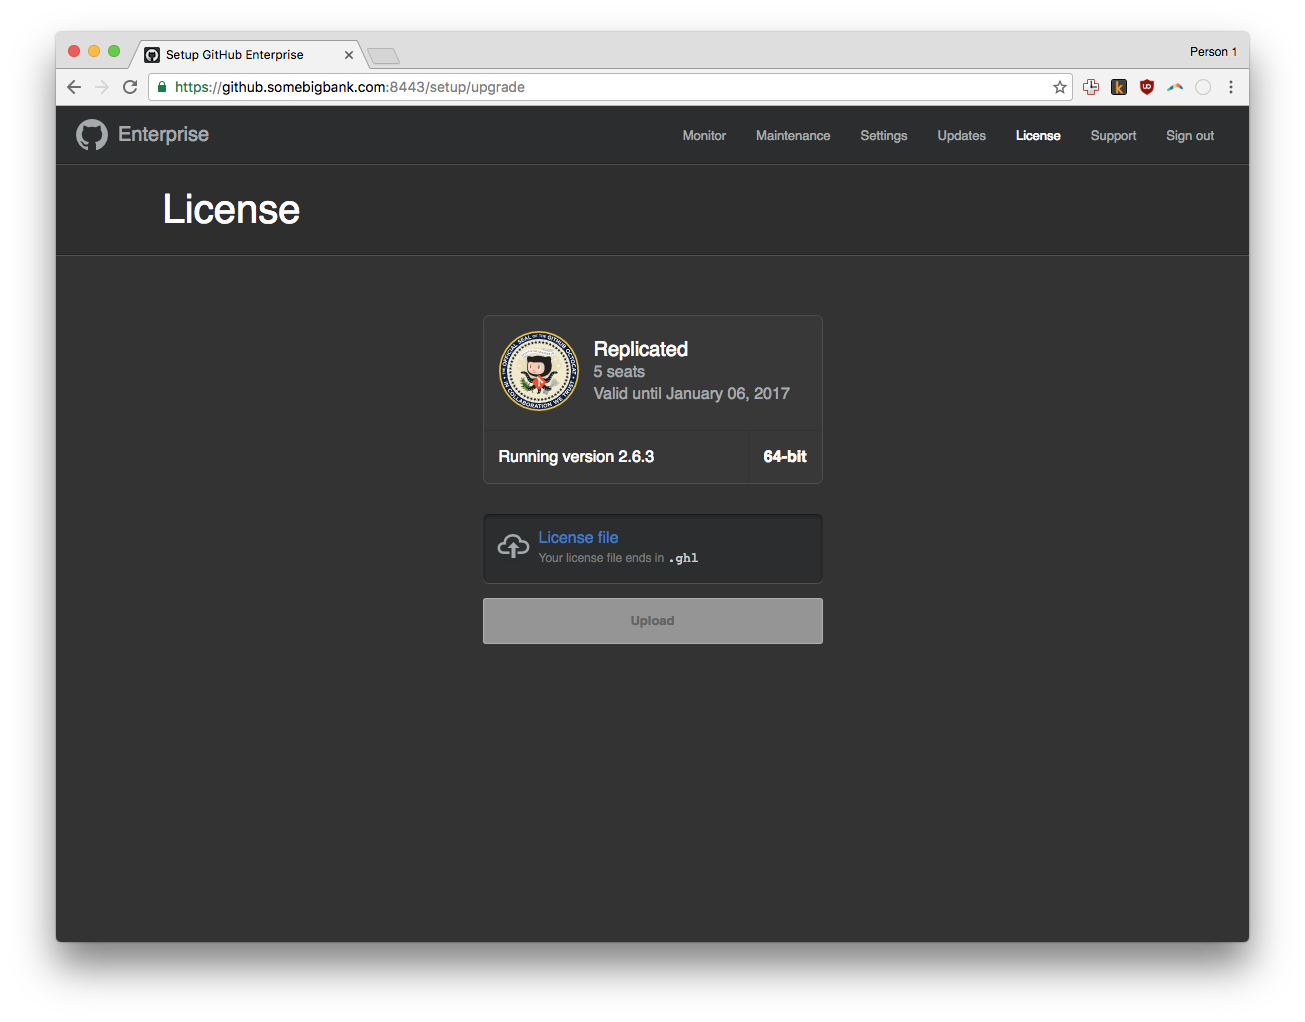 Setup GitHub Enterprise
Person 1
https://github.somebigbank.com:8443/setup/upgrade
Enterprise
Monitor
Maintenance
Settings
Updates
License
Support
Sign out
License
Replicated
5 seats
Valid until January 06, 2017
Running version 2.6.3
64-bit
License file
Your license file ends in .ghl
Upload